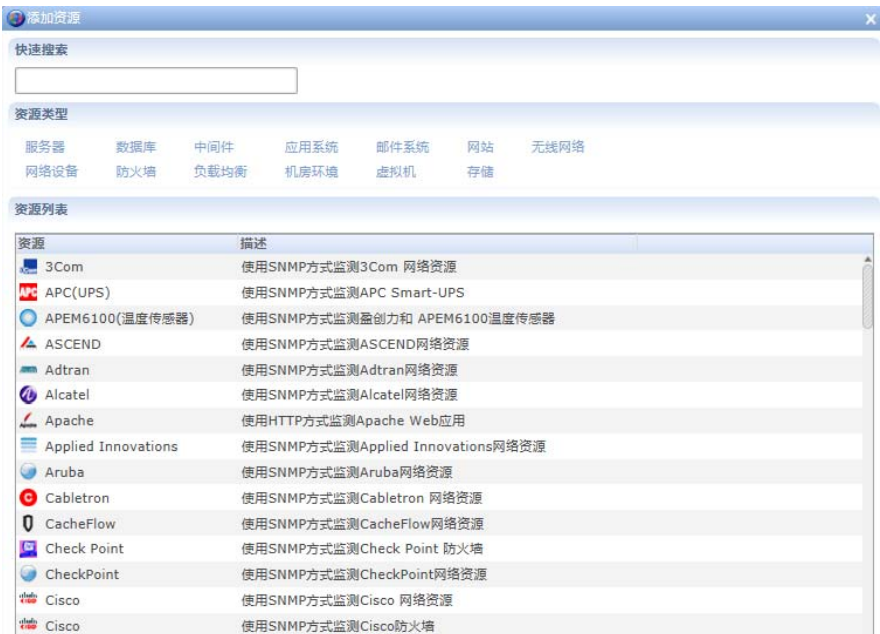 添加资源
快速搜索
资源类型
服务器 数据库 中间件 应用系统 邮件系统 网站 无线网络
网络设备 防火墙 负载均衡 机房环境 虚拟机 存储
资源列表
资源 描述
3Com 使用SNMP方式监测3Com 网络资源
APC APC(UPS) 使用SNMP方式监测APC Smart-UPS
APEM6100(温度传感器) 使用SNMP方式监测盈创力和 APEM6100温度传感器
ASCEND 使用SNMP方式监测ASCEND网络资源
Adtran 使用SNMP方式监测Adtran网络资源
Alcatel 使用SNMP方式监测Alcatel网络资源
Apache 使用HTTP方式监测Apache Web应用
Applied Innovations 使用SNMP方式监测Applied Innovations网络资源
Aruba 使用SNMP方式监测Aruba网络资源
Cabletron 使用SNMP方式监测Cabletron 网络资源
CacheFlow 使用SNMP方式监测CacheFlow网络资源
Check Point 使用SNMP方式监测Check Point 防火墙
CheckPoint 使用SNMP方式监测CheckPoint网络资源
Cisco 使用SNMP方式监测Cisco 网络资源
Cisco 使用SNMP方式监测Cisco防火墙